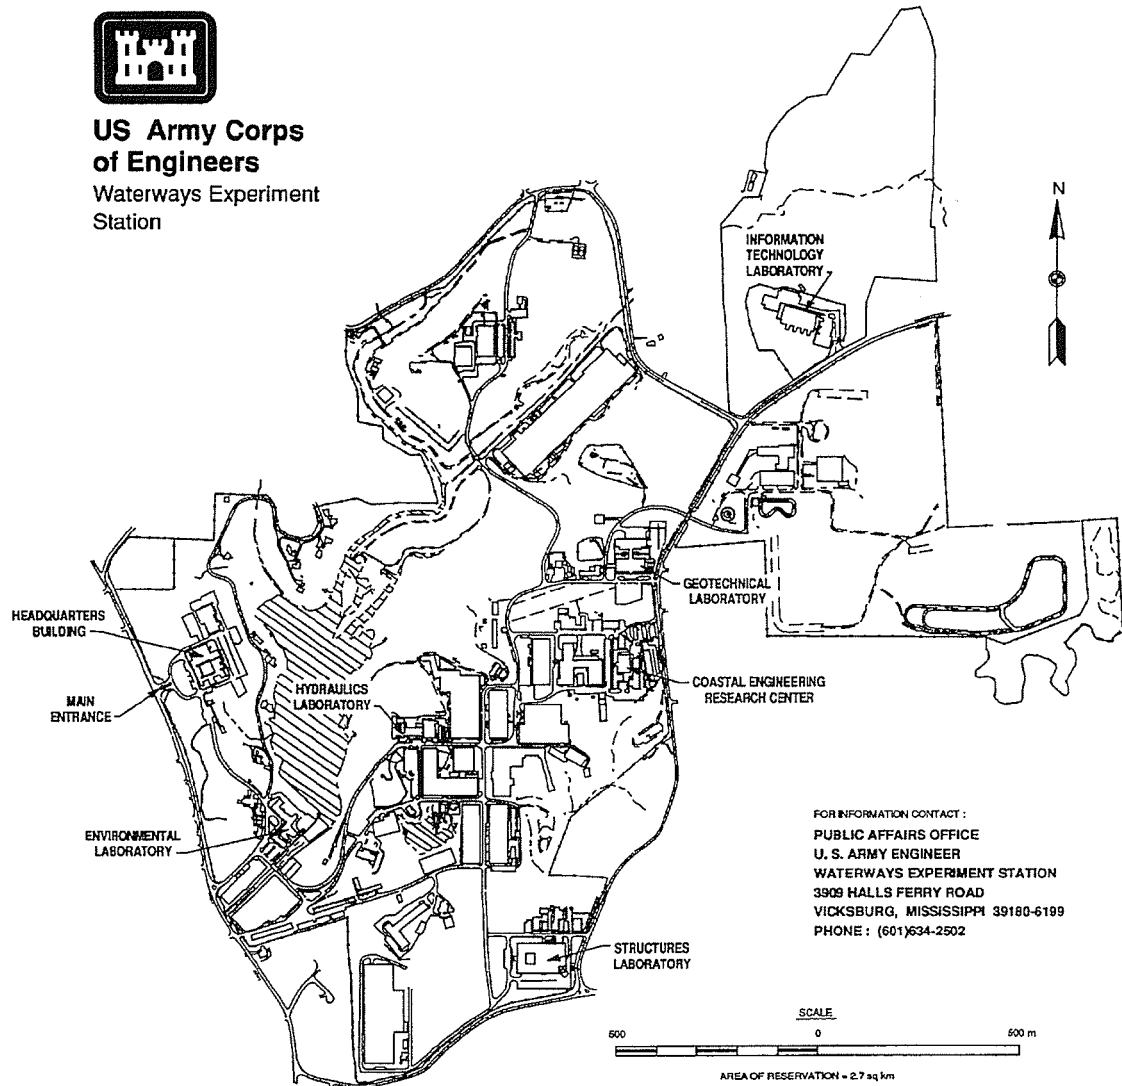 US Army Corps
of Engineers
Waterways Experiment
Station
N
INFORMATION
TECHNOLOGY
LABORATORY
GEOTECHNICAL
LABORATORY
HEADQUARTERS
BUILDING
MAIN
ENTRANCE
HYDRAULICS
LABORATORY
COASTAL ENGINEERING
RESEARCH CENTER
ENVIRONMENTAL
LABORATORY
STRUCTURES
LABORATORY
FOR INFORMATION CONTACT :
PUBLIC AFFAIRS OFFICE
U. S. ARMY ENGINEER
WATERWAYS EXPERIMENT STATION
3909 HALLS FERRY ROAD
VICKSBURG, MISSISSIPPI 39180-6199
PHONE : (601)634-2502
SCALE
500 0 500 m
AREA OF RESERVATION = 2.7 sq km